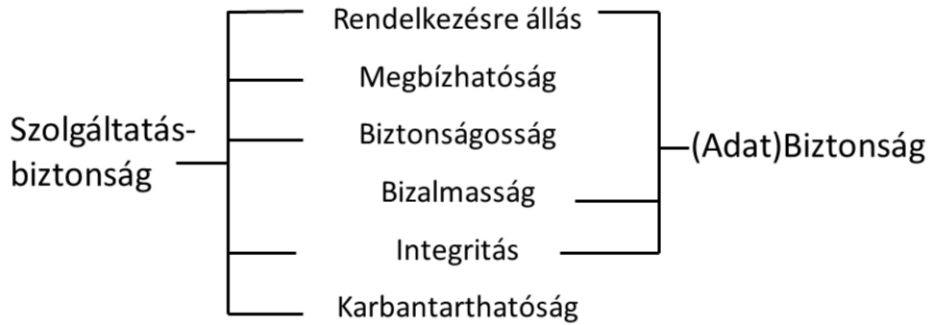 Szolgáltatás-
biztonság
Rendelkezésre állás
Megbízhatóság
Biztonságosság
Bizalmasság
Integritás
Karbantarthatóság
(Adat)Biztonság